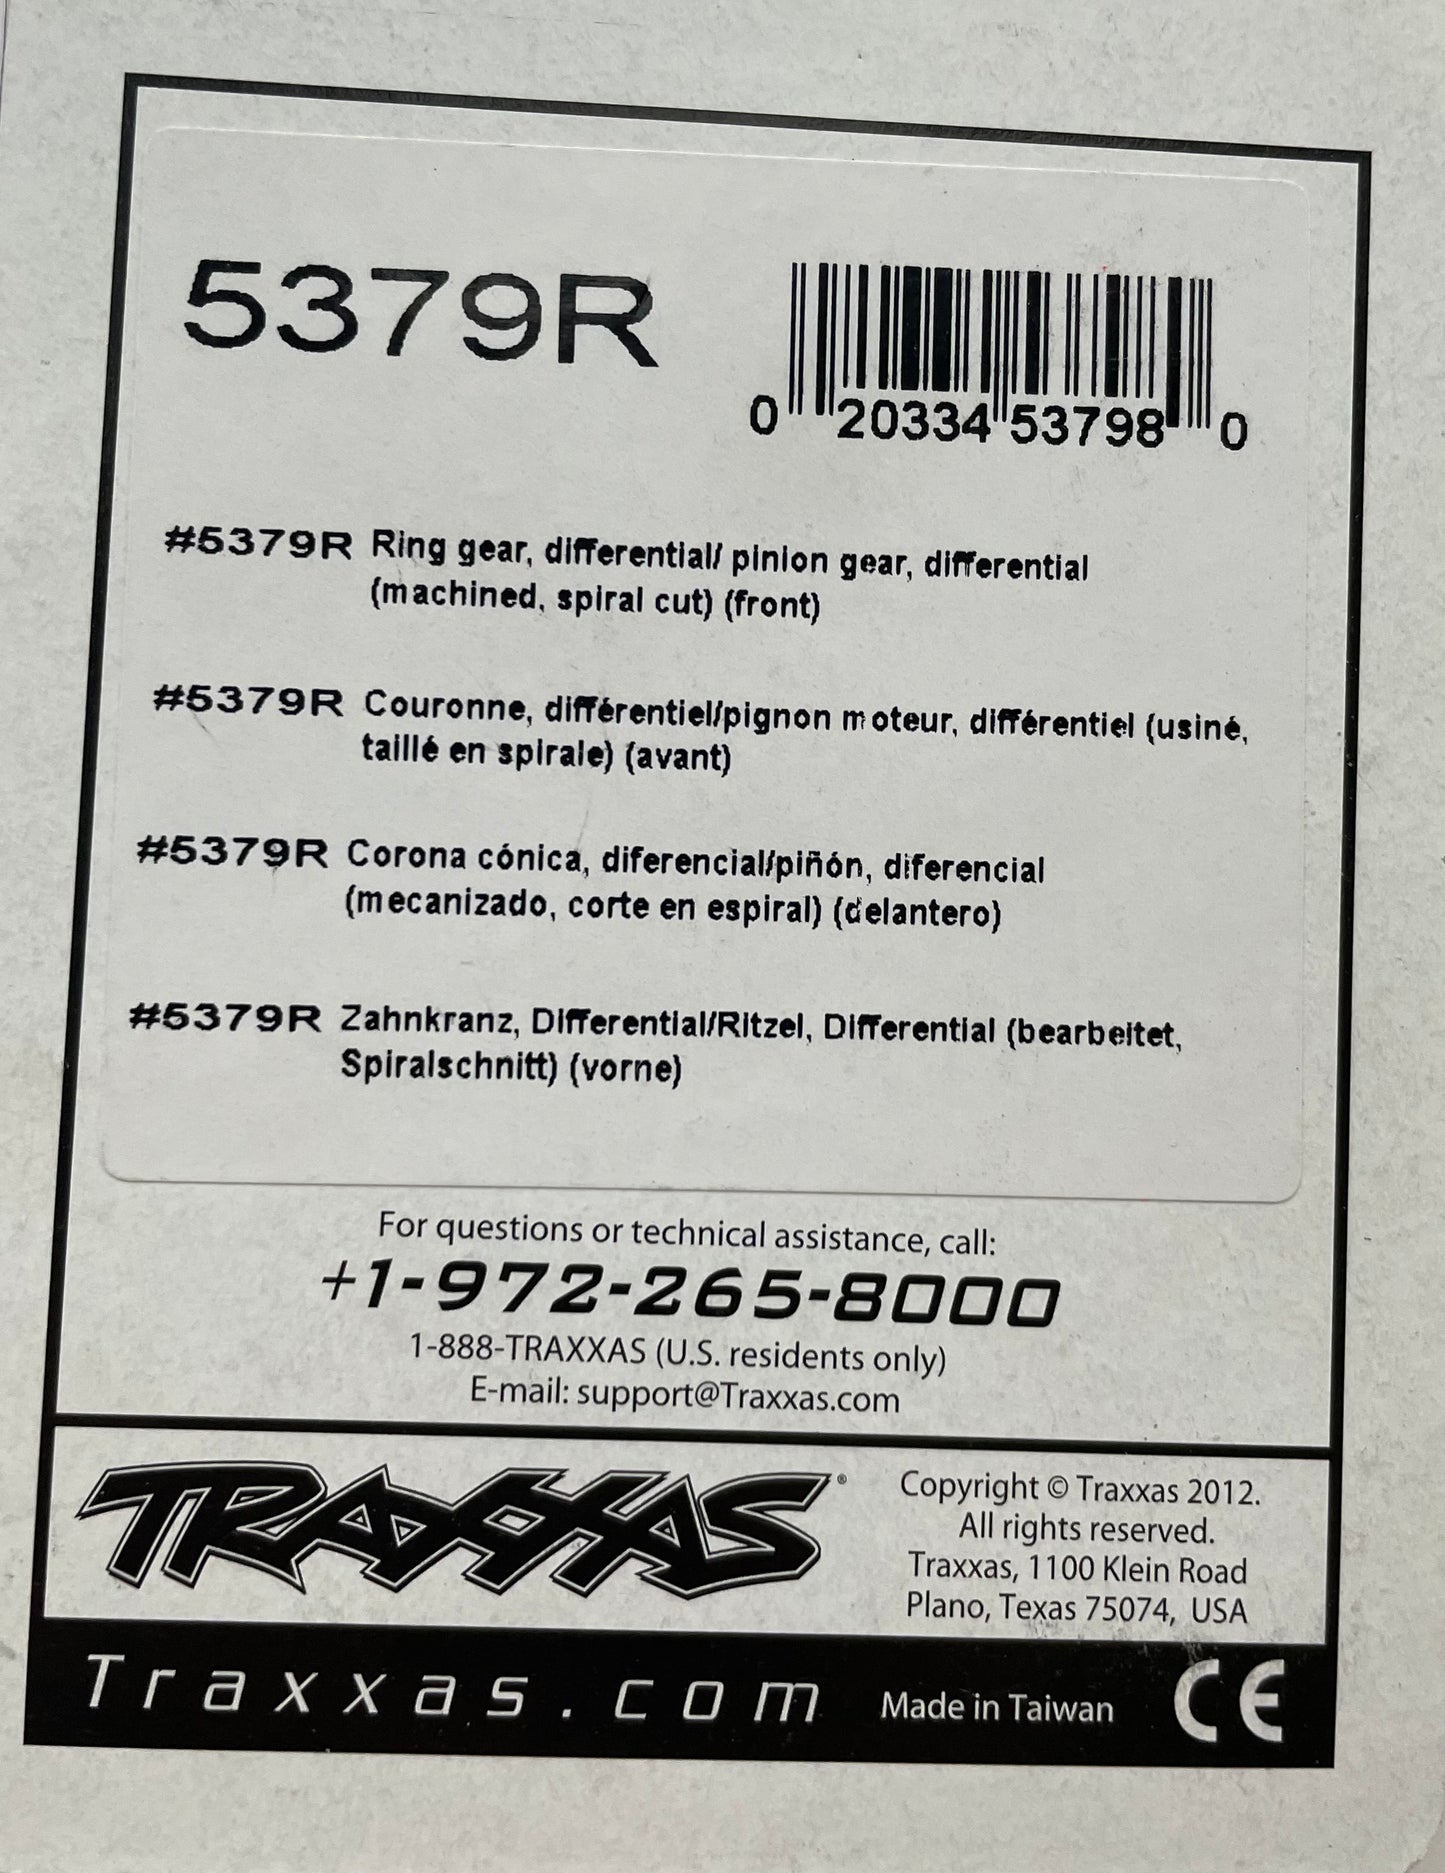 5379R
0 20334 53798 0
#5379R Ring gear, differential/ pinion gear, differential
(machined, spiral cut) (front)
#5379R Couronne, différentiel/pignon moteur, différentiel (usiné,
taillé en spirale) (avant)
#5379R Corona cónica, diferencial/piñón, diferencial
(mecanizado, corte en espiral) (delantero)
#5379R Zahnkranz, Differential/Ritzel, Differential (bearbeitet,
Spiralschnitt) (vorne)
For questions or technical assistance, call:
+1-972-265-8000
1-888-TRAXXAS (U.S. residents only)
E-mail: support@Traxxas.com
TRAXXAS®
Copyright © Traxxas 2012.
All rights reserved.
Traxxas, 1100 Klein Road
Plano, Texas 75074, USA
Traxxas.com Made in Taiwan CE